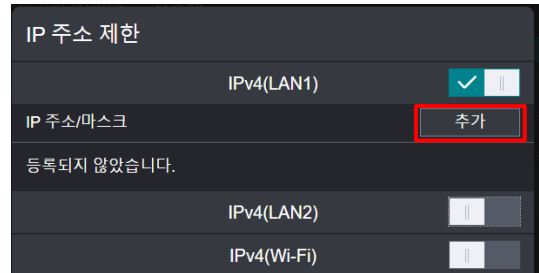 IP 주소 제한
IPv4(LAN1)
IP 주소/마스크 추가
등록되지 않았습니다.
IPv4(LAN2)
IPv4(Wi-Fi)